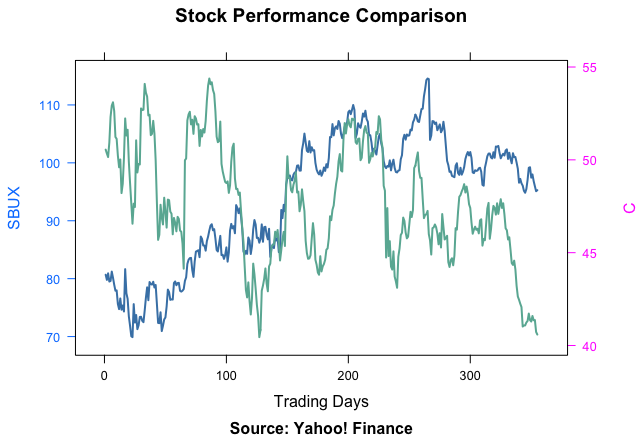 Stock Performance Comparison
55
110
50
100
SBUX
C
90
45
80
70
40
0 100 200 300
Trading Days
Source: Yahoo! Finance